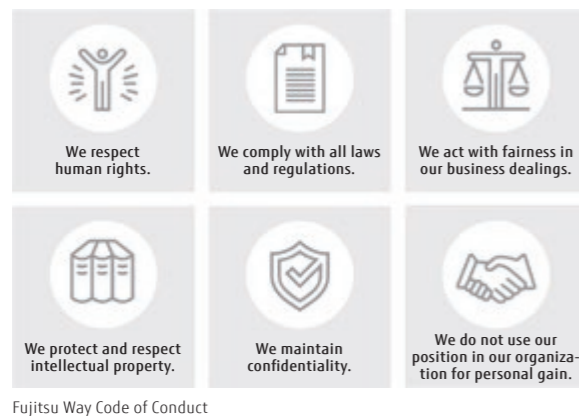 We respect
human rights.
We comply with all laws
and regulations.
We act with fairness in
our business dealings.
We protect and respect
intellectual property.
We maintain
confidentiality.
We do not use our
position in our organiza-
tion for personal gain.
Fujitsu Way Code of Conduct